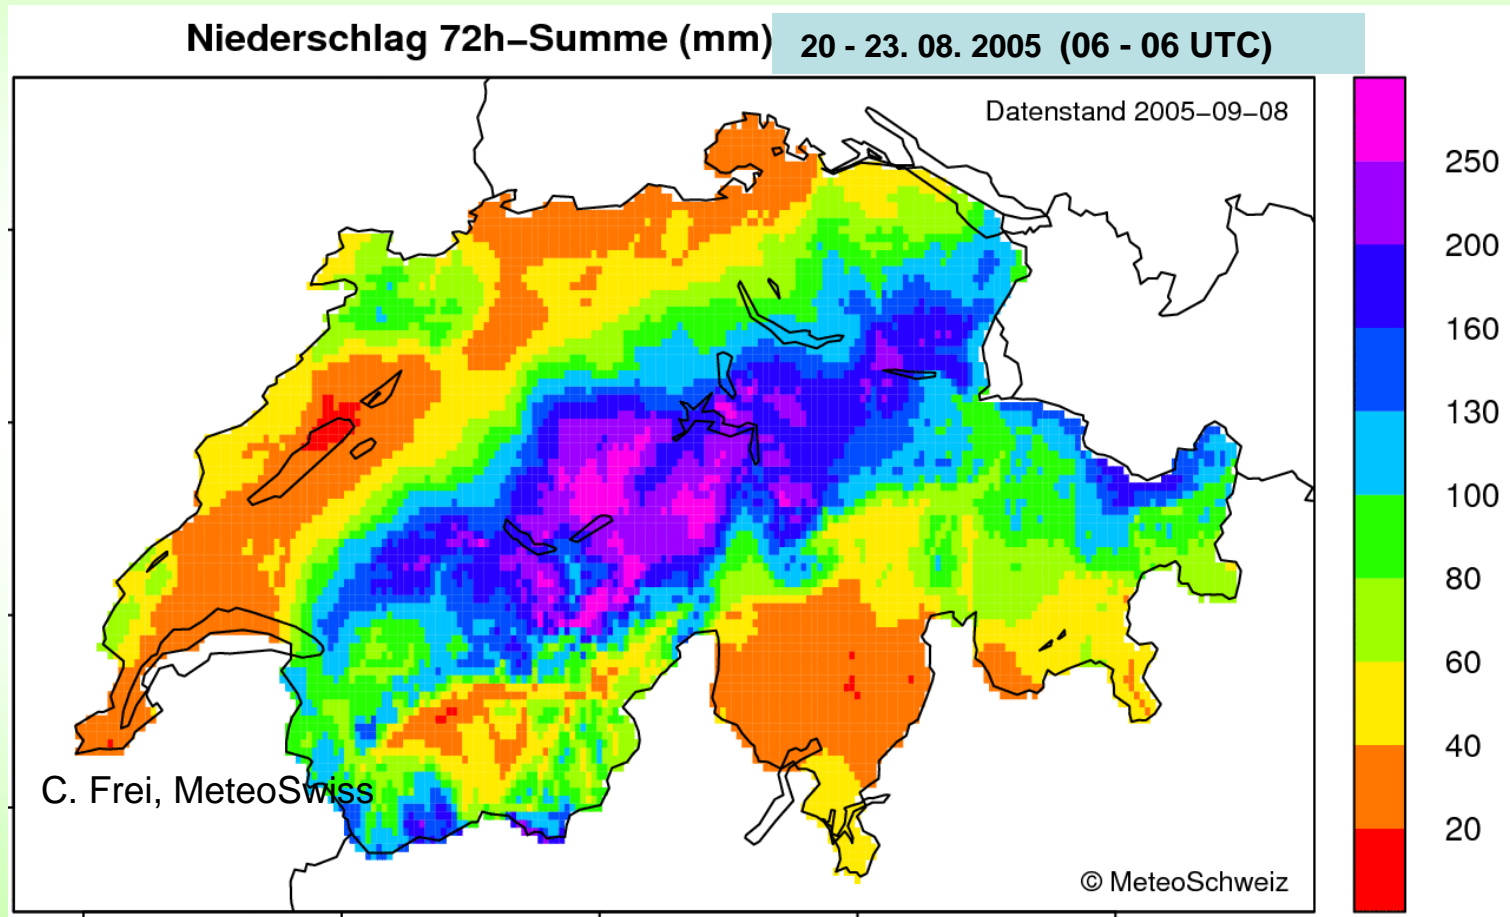 Niederschlag 72h−Summe (mm) 20 - 23. 08. 2005 (06 - 06 UTC)
Datenstand 2005−09−08
250
200
160
130
100
80
60
40
20
C. Frei, MeteoSwiss
© MeteoSchweiz